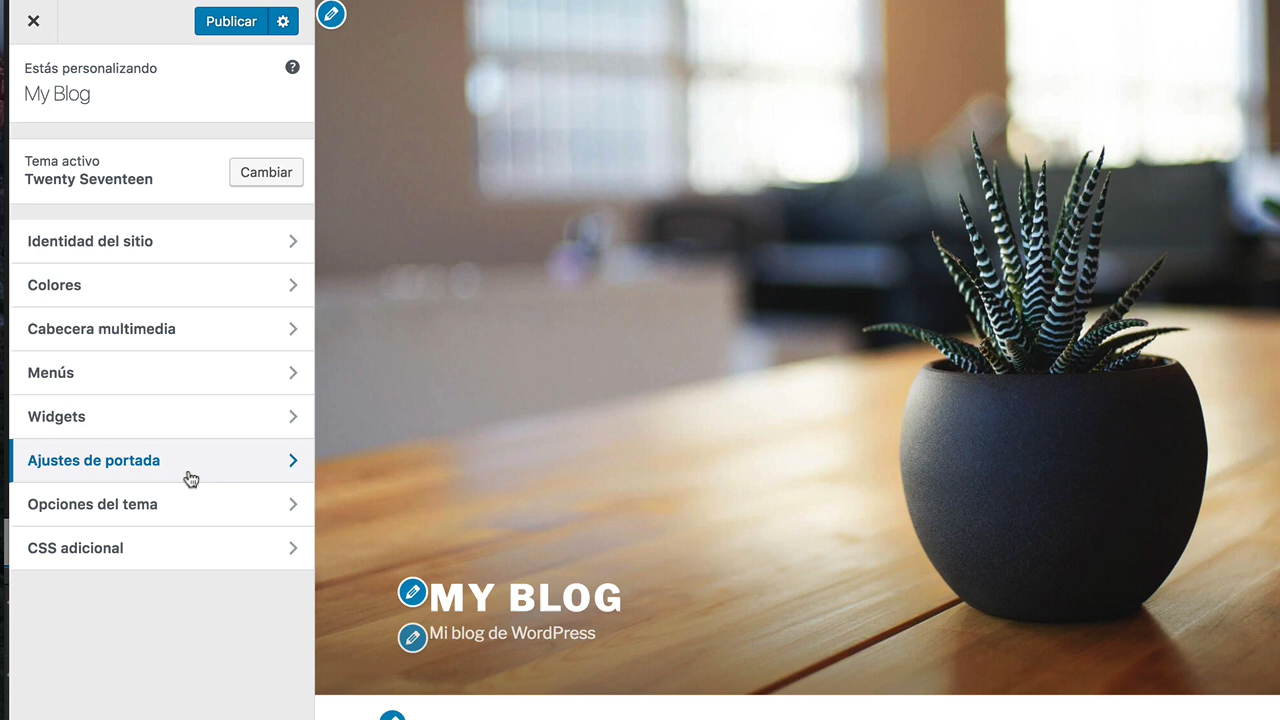 Publicar
Estás personalizando
My Blog
Tema activo
Twenty Seventeen
Cambiar
Identidad del sitio
Colores
Cabecera multimedia
Menús
Widgets
Ajustes de portada
Opciones del tema
CSS adicional
MY BLOG
Mi blog de WordPress